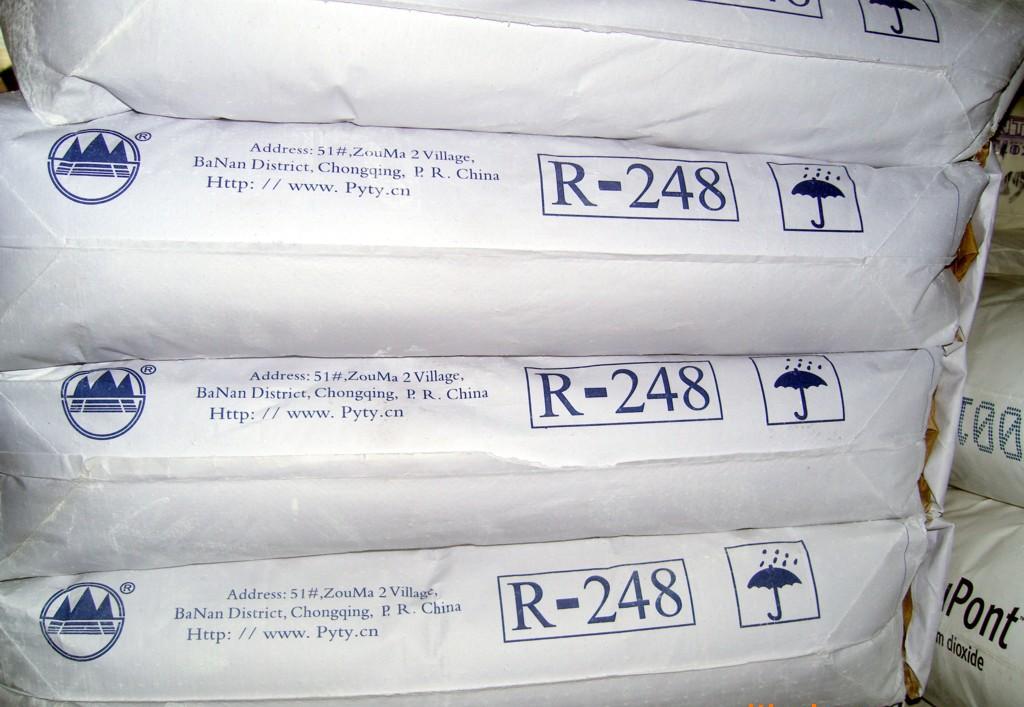 ®
Address: 51#,ZouMa 2 Village,
BaNan District, Chongqing, P. R. China
Http: // www. Pyty.cn
R-248
®
Address: 51#,ZouMa 2 Village,
BaNan District, Chongqing, P. R. China
Http: // www. Pyty.cn
R-248
®
Address: 51#,ZouMa 2 Village,
BaNan District, Chongqing, P. R. China
Http: // www. Pyty.cn
R-248
Pont
m dioxide